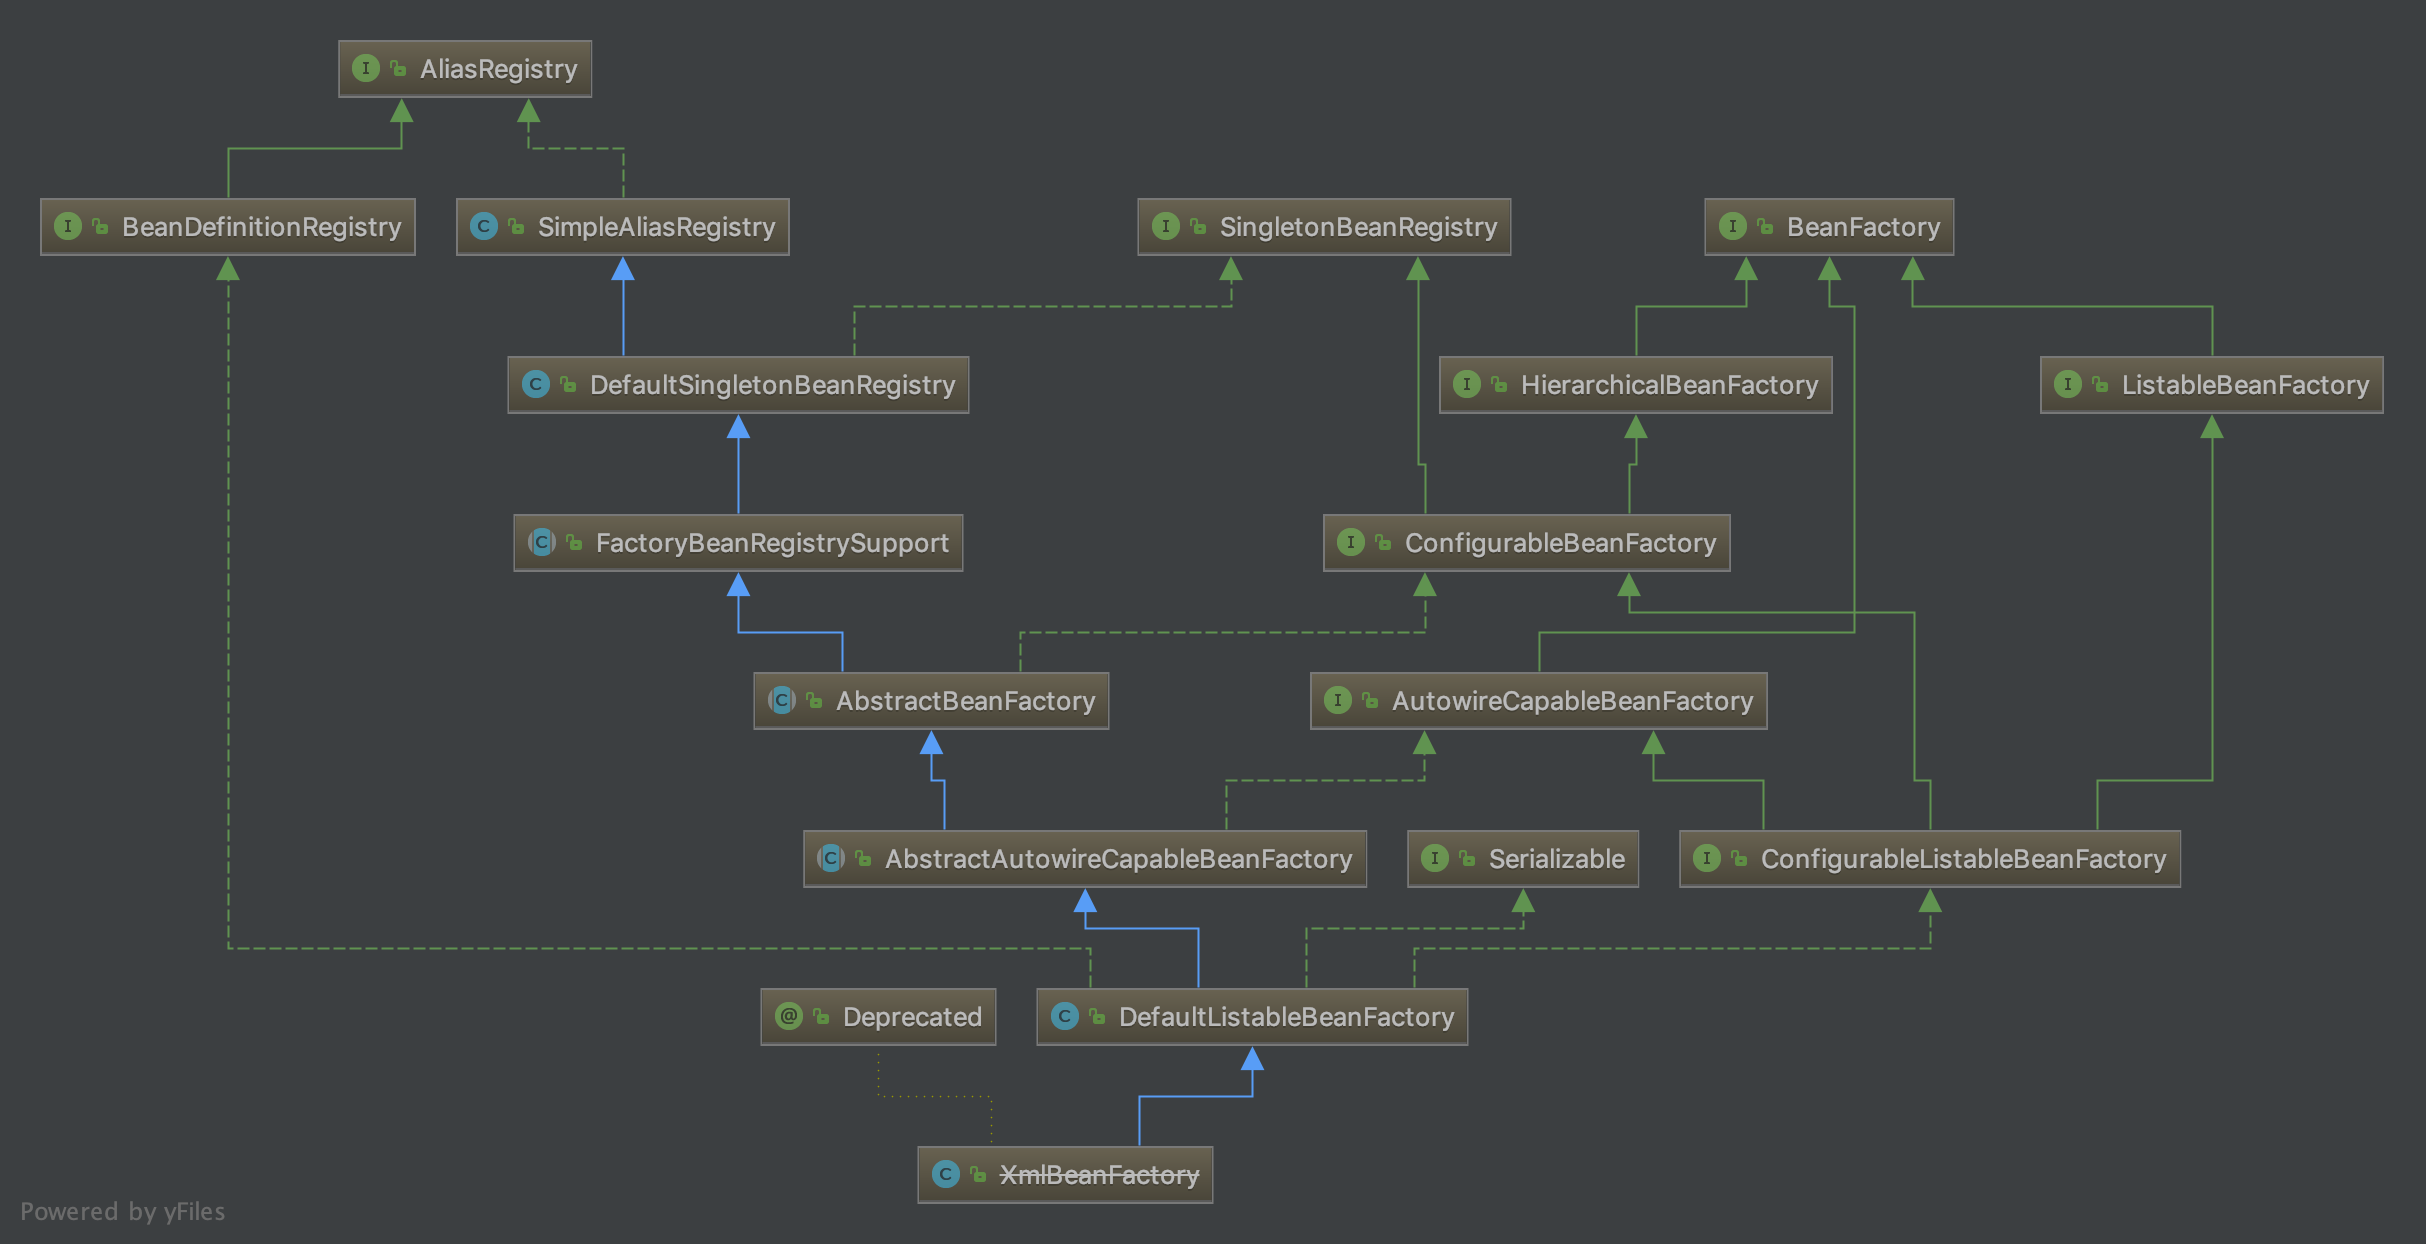 I AliasRegistry
I BeanDefinitionRegistry
C SimpleAliasRegistry
I SingletonBeanRegistry
I BeanFactory
C DefaultSingletonBeanRegistry
I HierarchicalBeanFactory
I ListableBeanFactory
C FactoryBeanRegistrySupport
I ConfigurableBeanFactory
C AbstractBeanFactory
I AutowireCapableBeanFactory
C AbstractAutowireCapableBeanFactory
I Serializable
I ConfigurableListableBeanFactory
@ Deprecated
C DefaultListableBeanFactory
C XmlBeanFactory
Powered by yFiles